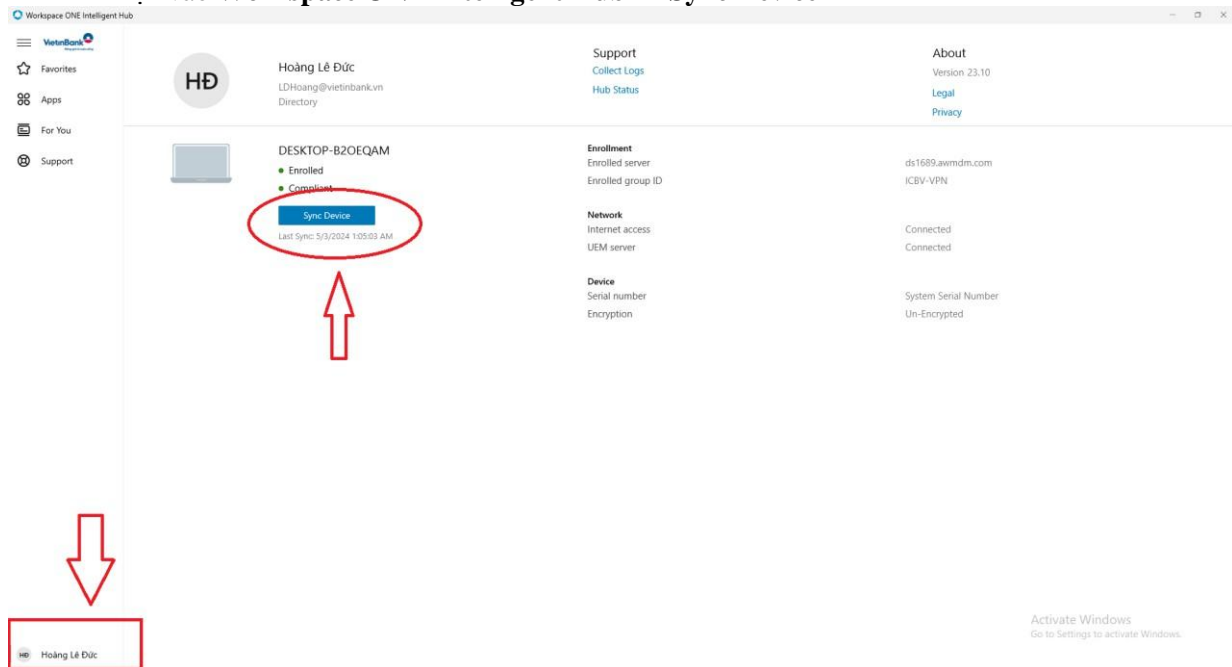 Workspace ONE Intelligent Hub
VietinBank
Favorites
Apps
For You
Support
HĐ
Hoàng Lê Đức
LDHoang@vietinbank.vn
Directory
Support
Collect Logs
Hub Status
About
Version 23.10
Legal
Privacy
DESKTOP-B2OEQAM
Enrolled
Compliant
Sync Device
Last Sync: 5/3/2024 1:05:03 AM
Enrollment
Enrolled server ds1689.awmdm.com
Enrolled group ID ICBV-VPN
Network
Internet access Connected
UEM server Connected
Device
Serial number System Serial Number
Encryption Un-Encrypted
Activate Windows
Go to Settings to activate Windows.
HĐ Hoàng Lê Đức